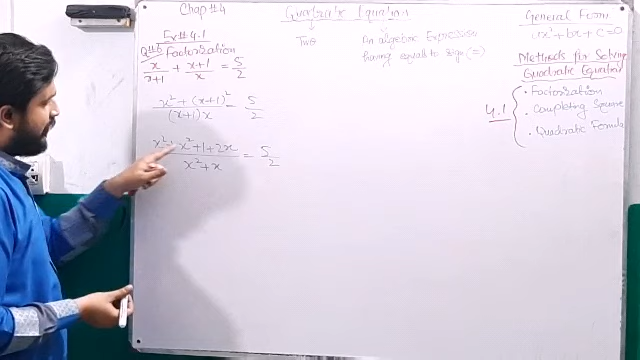 Chap # 4
Quadratic Equation
Two
An algebraic Expression
having equal to sign (=)
General Form
ax² + bx + c = 0
Methods for Solving
Quadratic Equation
4.1
• Factorization
• Completing Square
• Quadratic Formula
Ex # 4.1
Q#6 Factorization
x/(x+1) + (x+1)/x = 5/2
(x² + (x+1)²)/((x+1)x) = 5/2
(x² + x² + 1 + 2x)/(x² + x) = 5/2